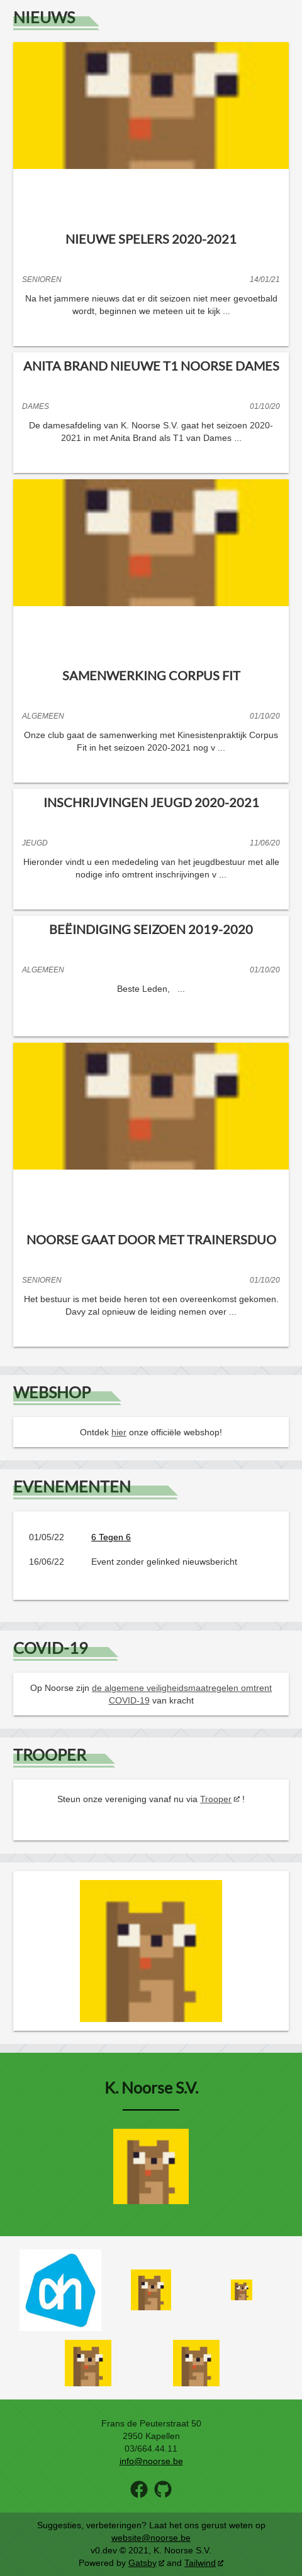 NIEUWS
NIEUWE SPELERS 2020-2021
SENIOREN 14/01/21
Na het jammere nieuws dat er dit seizoen niet meer gevoetbald
wordt, beginnen we meteen uit te kijk ...
ANITA BRAND NIEUWE T1 NOORSE DAMES
DAMES 01/10/20
De damesafdeling van K. Noorse S.V. gaat het seizoen 2020-
2021 in met Anita Brand als T1 van Dames ...
SAMENWERKING CORPUS FIT
ALGEMEEN 01/10/20
Onze club gaat de samenwerking met Kinesistenpraktijk Corpus
Fit in het seizoen 2020-2021 nog v ...
INSCHRIJVINGEN JEUGD 2020-2021
JEUGD 11/06/20
Hieronder vindt u een mededeling van het jeugdbestuur met alle
nodige info omtrent inschrijvingen v ...
BEËINDIGING SEIZOEN 2019-2020
ALGEMEEN 01/10/20
Beste Leden, ...
NOORSE GAAT DOOR MET TRAINERSDUO
SENIOREN 01/10/20
Het bestuur is met beide heren tot een overeenkomst gekomen.
Davy zal opnieuw de leiding nemen over ...
WEBSHOP
Ontdek hier onze officiële webshop!
EVENEMENTEN
01/05/22 6 Tegen 6
16/06/22 Event zonder gelinked nieuwsbericht
COVID-19
Op Noorse zijn de algemene veiligheidsmaatregelen omtrent
COVID-19 van kracht
TROOPER
Steun onze vereniging vanaf nu via Trooper !
K. Noorse S.V.
ah
Frans de Peuterstraat 50
2950 Kapellen
03/664.44.11
info@noorse.be
Suggesties, verbeteringen? Laat het ons gerust weten op
website@noorse.be
v0.dev © 2021, K. Noorse S.V.
Powered by Gatsby and Tailwind